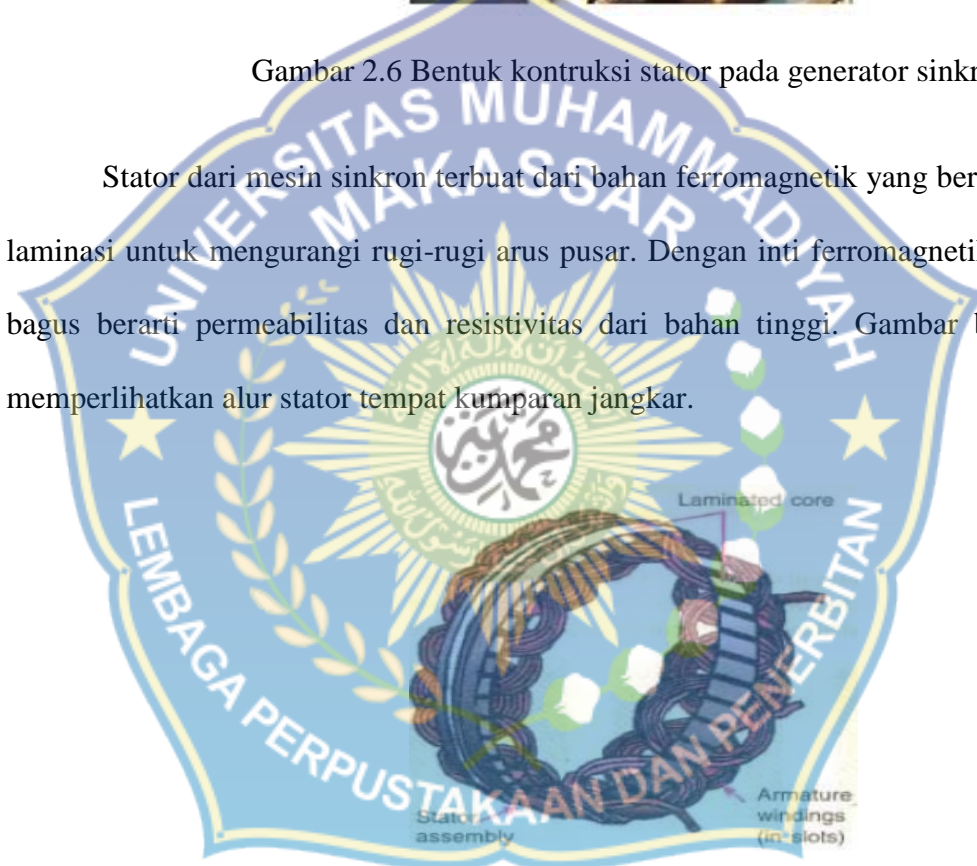 Gambar 2.6 Bentuk kontruksi stator pada generator sinkr
Stator dari mesin sinkron terbuat dari bahan ferromagnetik yang ber
laminasi untuk mengurangi rugi-rugi arus pusar. Dengan inti ferromagnetik
bagus berarti permeabilitas dan resistivitas dari bahan tinggi. Gambar b
memperlihatkan alur stator tempat kumparan jangkar.
UNIVERSITAS MUHAMMADIYAH
MAKASSAR
LEMBAGA PERPUSTAKAAN DAN PENERBITAN
محمد
Laminated core
Stator
assembly
Armature
windings
(in slots)